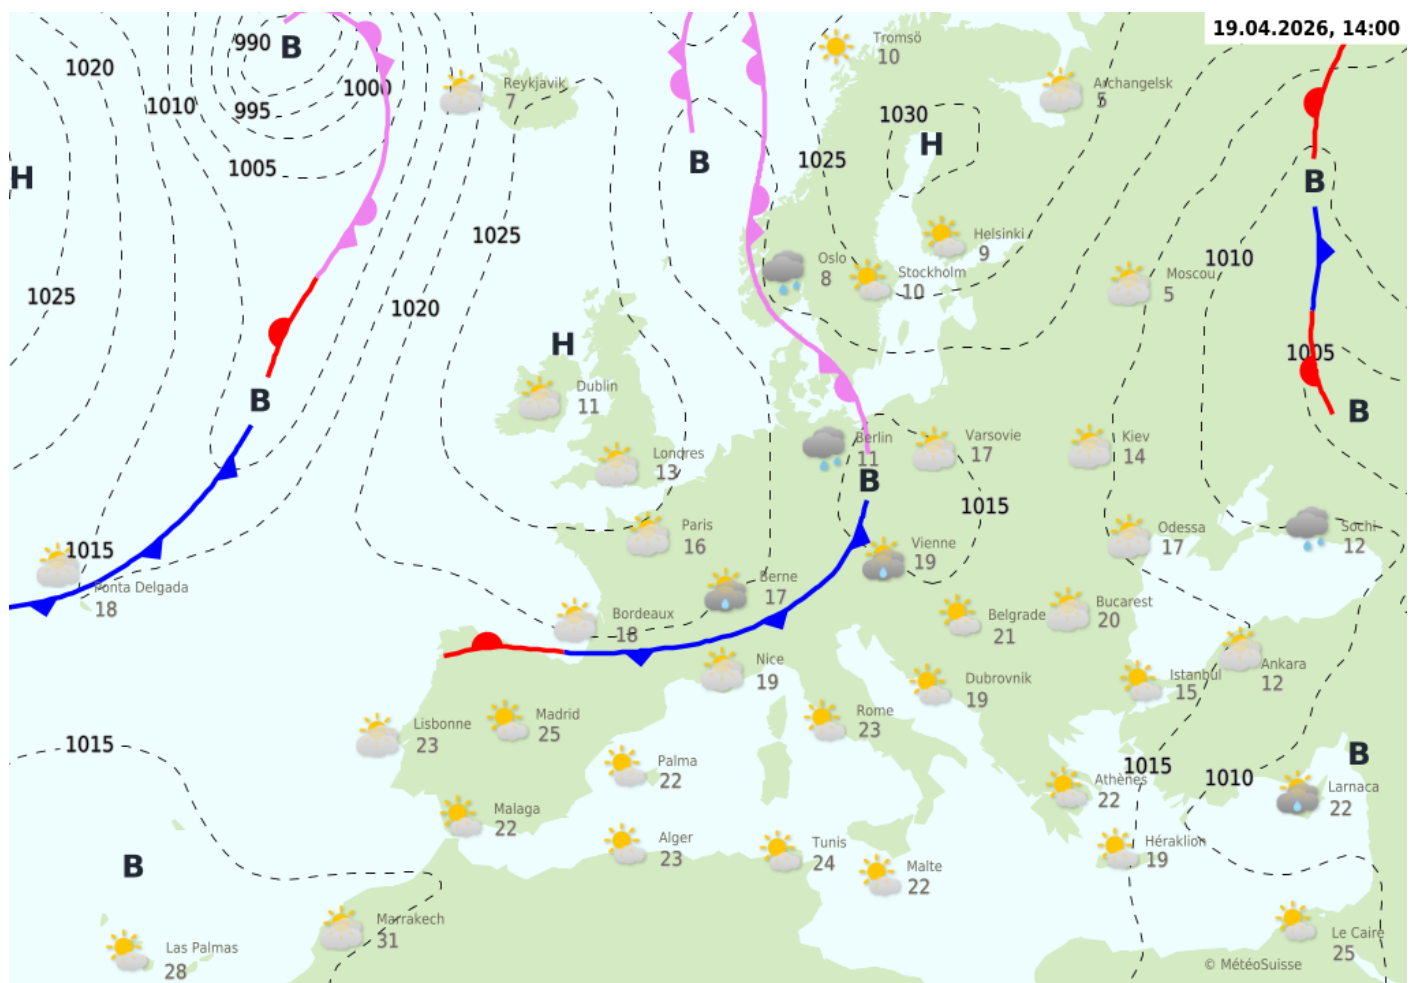 19.04.2026, 14:00
990
B
Tromsö
10
1020
1000
Reykjavik
7
Archangelsk
5
1010
995
1030
H
1005
B
1025
H
B
1025
Helsinki
9
Oslo
8
Stockholm
10
1010
Moscou
5
1025
1020
H
1005
Dublin
11
B
B
Berlin
11
Varsovie
17
Kiev
14
Londres
13
B
1015
Paris
16
Odessa
17
Sochi
12
1015
Vienne
19
Ponta Delgada
18
Berne
17
Bordeaux
18
Belgrade
21
Bucarest
20
Nice
19
Dubrovnik
19
Istanbul
15
Ankara
12
Lisbonne
23
Madrid
25
Rome
23
1015
B
Palma
22
1015
Athènes
22
1010
Larnaca
22
Malaga
22
Alger
23
Tunis
24
Héraklion
19
B
Malte
22
Marrakech
31
Las Palmas
28
Le Caire
25
© MétéoSuisse